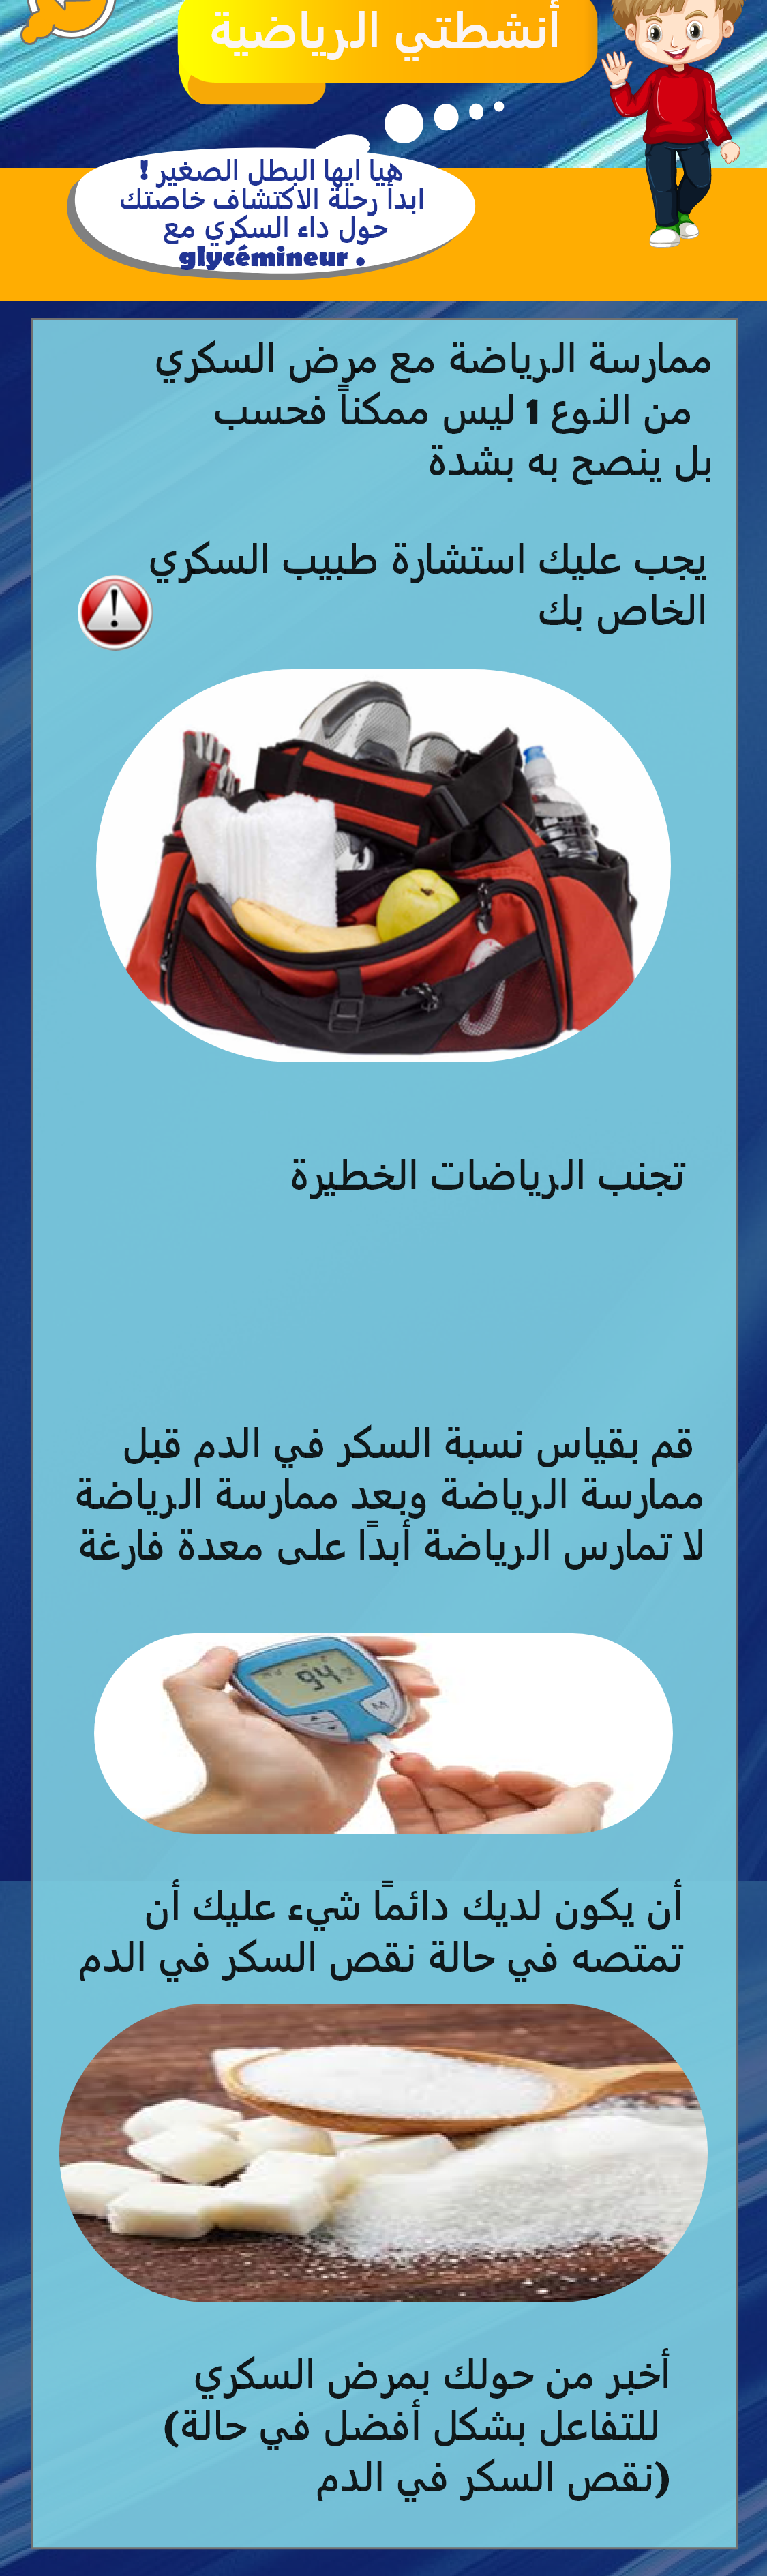 أنشطتي الرياضية
هيا ايها البطل الصغير !
ابدأ رحلة الاكتشاف خاصتك
حول داء السكري مع
glycémineur .
ممارسة الرياضة مع مرض السكري
من النوع 1 ليس ممكناً فحسب
بل ينصح به بشدة
يجب عليك استشارة طبيب السكري
الخاص بك
تجنب الرياضات الخطيرة
قم بقياس نسبة السكر في الدم قبل
ممارسة الرياضة وبعد ممارسة الرياضة
لا تمارس الرياضة أبدًا على معدة فارغة
94
M
أن يكون لديك دائمًا شيء عليك أن
تمتصه في حالة نقص السكر في الدم
أخبر من حولك بمرض السكري
للتفاعل بشكل أفضل في حالة)
(نقص السكر في الدم